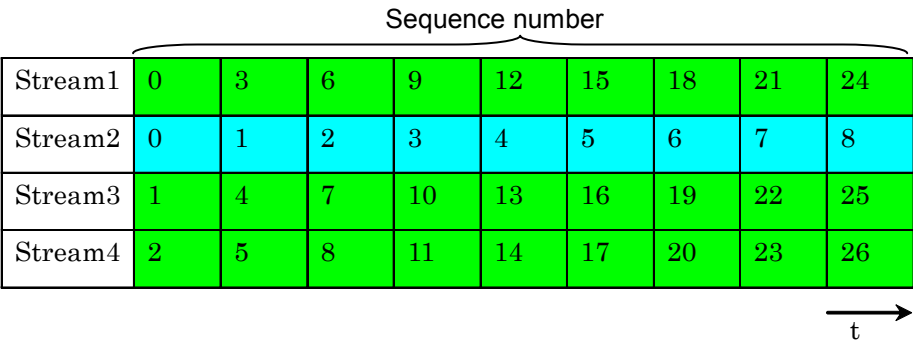 Sequence number
Stream1 0 3 6 9 12 15 18 21 24
Stream2 0 1 2 3 4 5 6 7 8
Stream3 1 4 7 10 13 16 19 22 25
Stream4 2 5 8 11 14 17 20 23 26
t